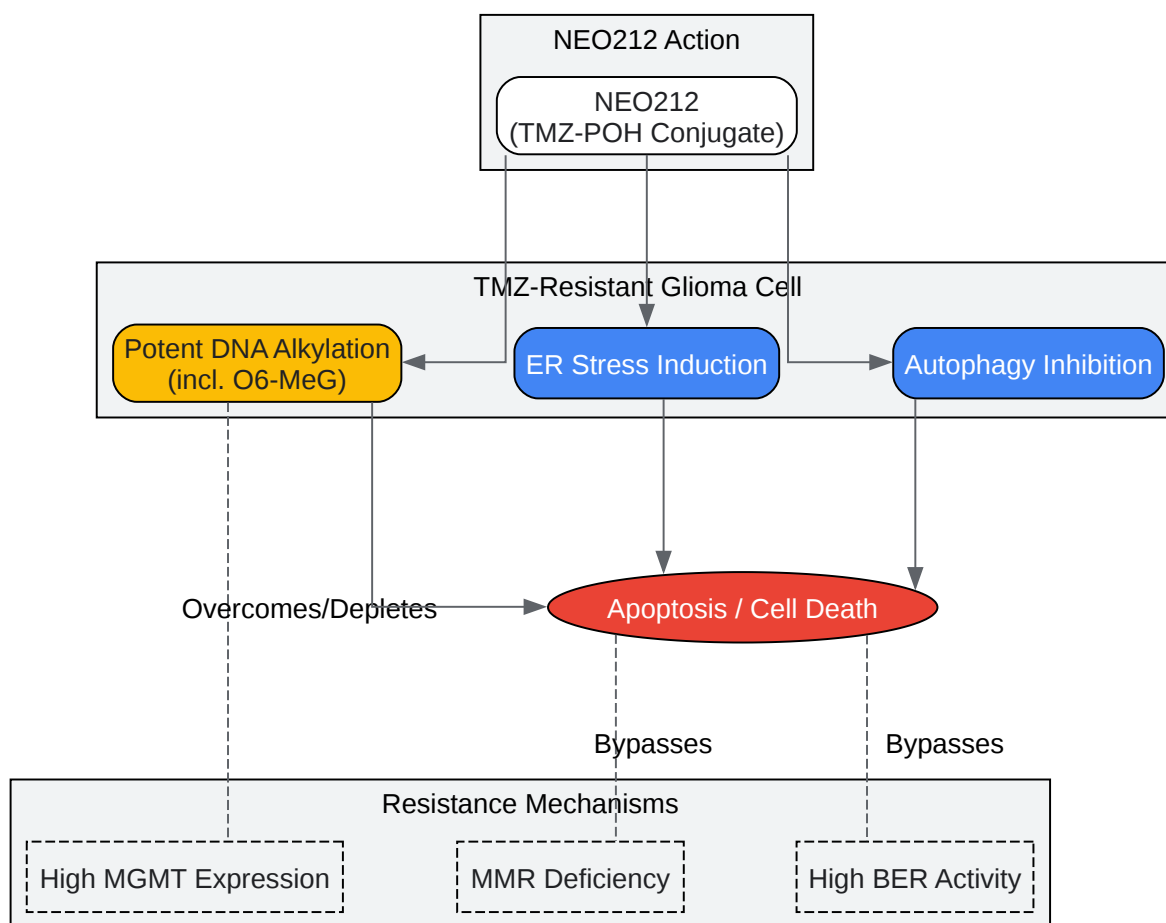 NEO212 Action
NEO212
(TMZ-POH Conjugate)
TMZ-Resistant Glioma Cell
Potent DNA Alkylation
(incl. O6-MeG)
ER Stress Induction
Autophagy Inhibition
Overcomes/Depletes
Apoptosis / Cell Death
Bypasses
Bypasses
Resistance Mechanisms
High MGMT Expression
MMR Deficiency
High BER Activity